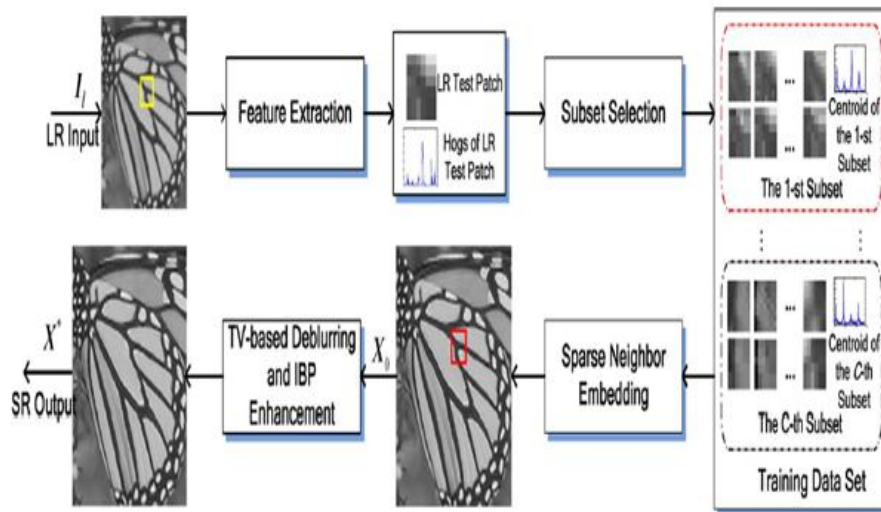 I_l
LR Input
Feature Extraction
LR Test Patch
Hogs of LR
Test Patch
Subset Selection
...
...
Centroid of
the 1-st
Subset
The 1-st Subset
...
...
Centroid of
the C-th
Subset
The C-th Subset
Training Data Set
Sparse Neighbor
Embedding
X_0
TV-based Deblurring
and IBP
Enhancement
X*
SR Output